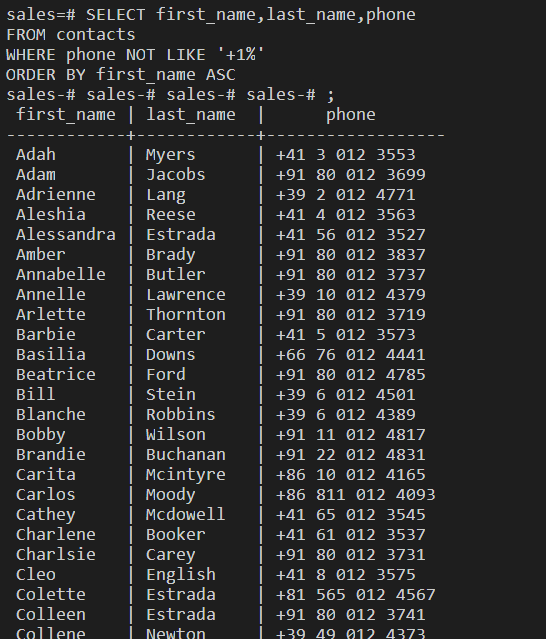 sales=# SELECT first_name,last_name,phone
FROM contacts
WHERE phone NOT LIKE '+1%'
ORDER BY first_name ASC
sales-# sales-# sales-# sales-# ;
 first_name | last_name  |      phone
------------+------------+------------------
 Adah       | Myers      | +41 3 012 3553
 Adam       | Jacobs     | +91 80 012 3699
 Adrienne   | Lang       | +39 2 012 4771
 Aleshia    | Reese      | +41 4 012 3563
 Alessandra | Estrada    | +41 56 012 3527
 Amber      | Brady      | +91 80 012 3837
 Annabelle  | Butler     | +91 80 012 3737
 Annelle    | Lawrence   | +39 10 012 4379
 Arlette    | Thornton   | +91 80 012 3719
 Barbie     | Carter     | +41 5 012 3573
 Basilia    | Downs      | +66 76 012 4441
 Beatrice   | Ford       | +91 80 012 4785
 Bill       | Stein      | +39 6 012 4501
 Blanche    | Robbins    | +39 6 012 4389
 Bobby      | Wilson     | +91 11 012 4817
 Brandie    | Buchanan   | +91 22 012 4831
 Carita     | Mcintyre   | +86 10 012 4165
 Carlos     | Moody      | +86 811 012 4093
 Cathey     | Mcdowell   | +41 65 012 3545
 Charlene   | Booker     | +41 61 012 3537
 Charlsie   | Carey      | +91 80 012 3731
 Cleo       | English    | +41 8 012 3575
 Colette    | Estrada    | +81 565 012 4567
 Colleen    | Estrada    | +91 80 012 3741
 Collene    | Newton     | +39 49 012 4373